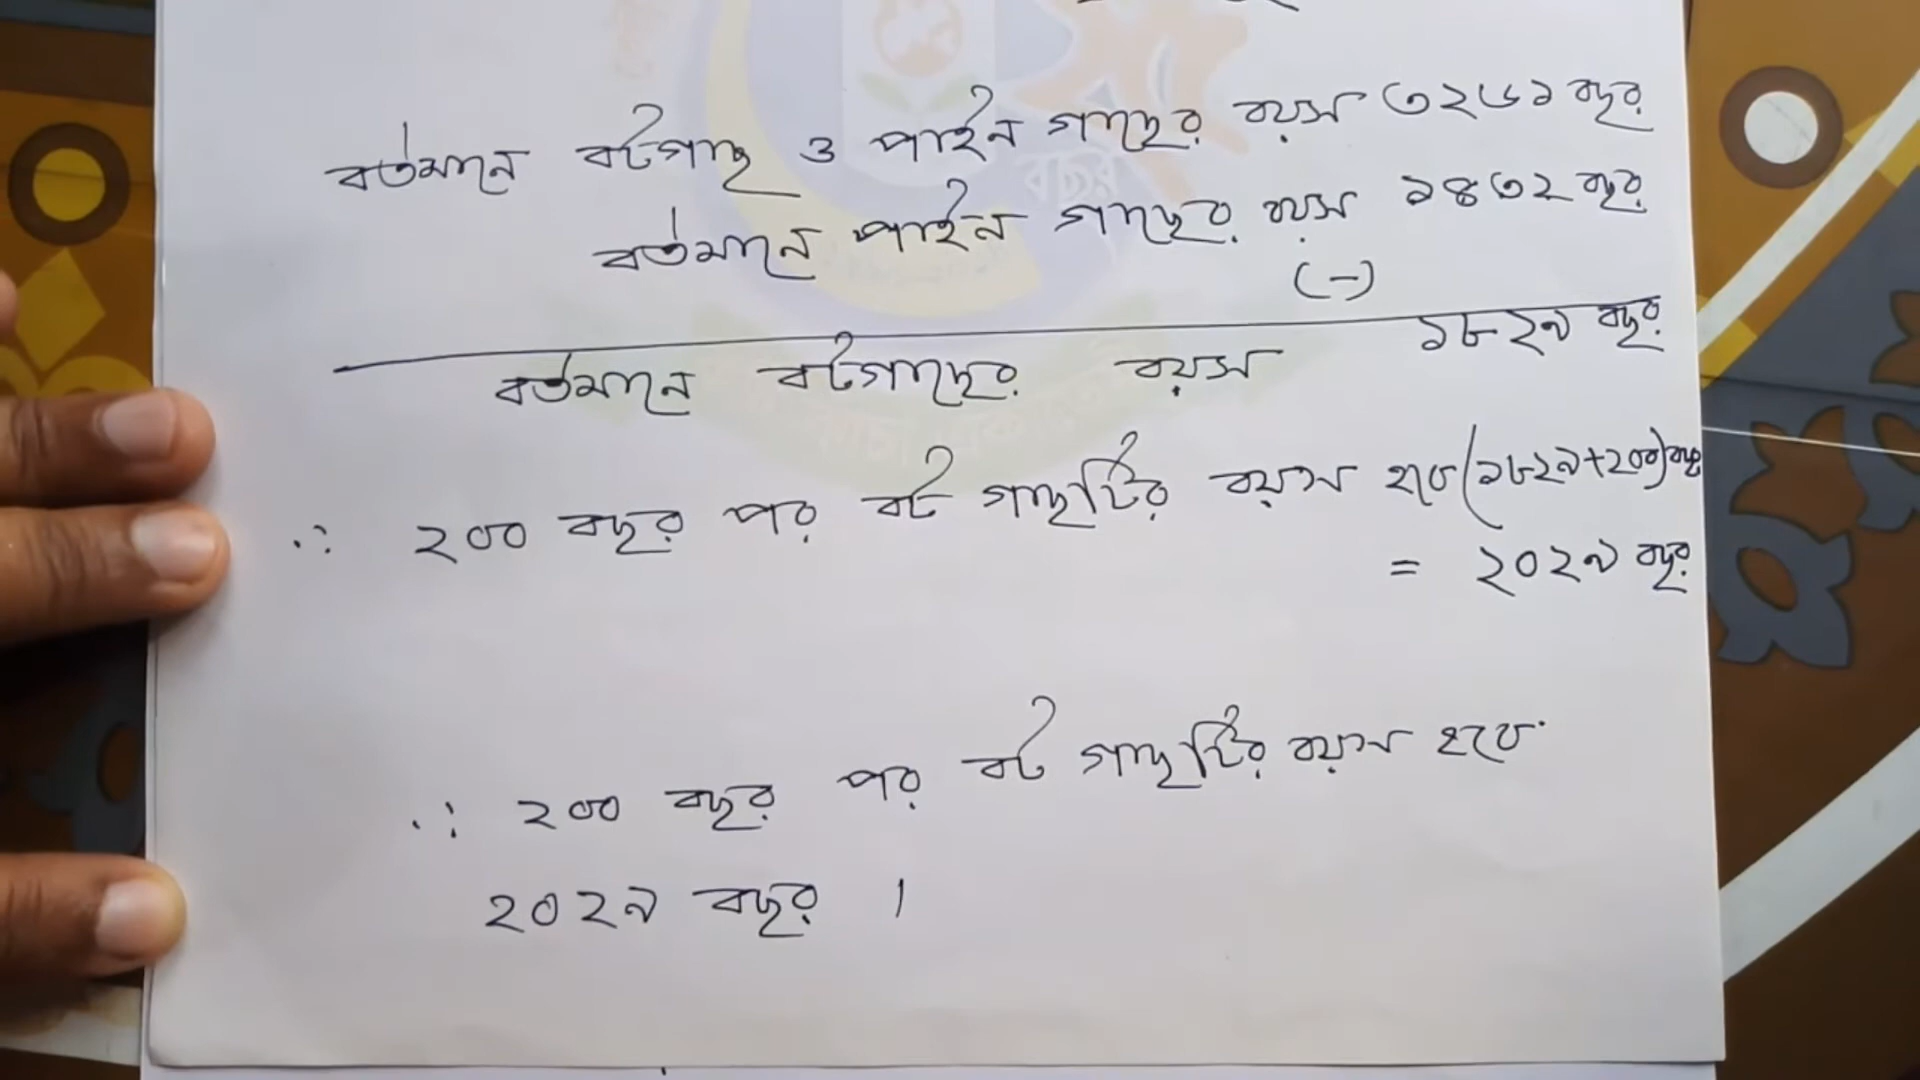 বর্তমানে বটগাছ ও পাইন গাছের বয়স ৩২৬১ বছর
বর্তমানে পাইন গাছের বয়স ১৪৩২ বছর
(-)
বর্তমানে বটগাছের বয়স ১৮২৯ বছর
∴ ২০০ বছর পর বট গাছটির বয়স হবে (১৮২৯+২০০) বছর
= ২০২৯ বছর
∴ ২০০ বছর পর বট গাছটির বয়স হবে
২০২৯ বছর ।